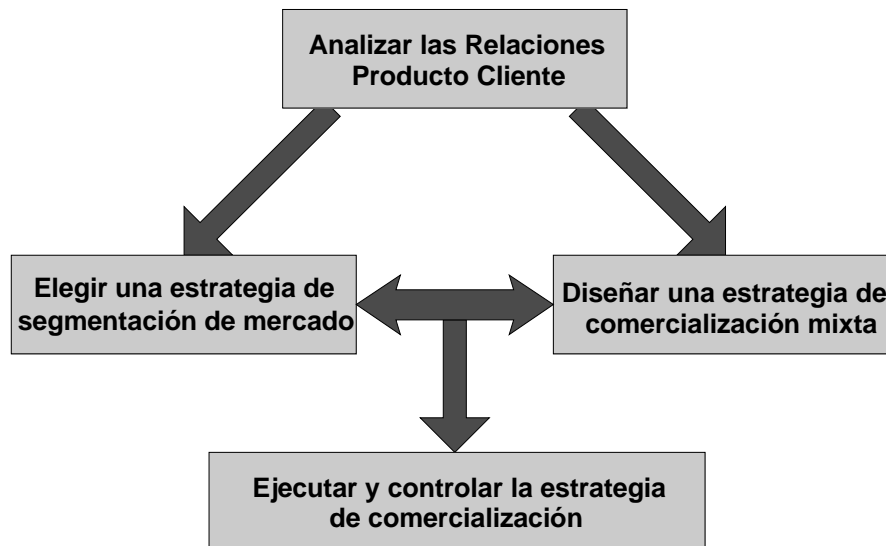 Analizar las Relaciones
Producto Cliente
Elegir una estrategia de
segmentación de mercado
Diseñar una estrategia de
comercialización mixta
Ejecutar y controlar la estrategia
de comercialización